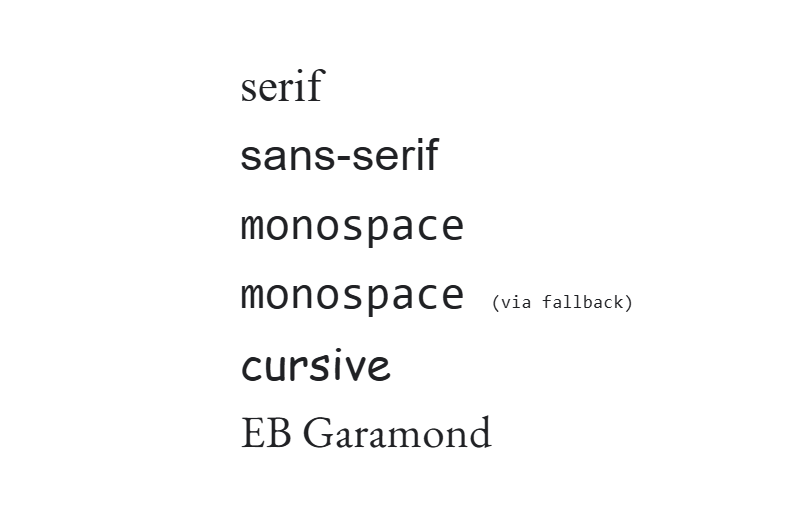 serif
sans-serif
monospace
monospace (via fallback)
cursive
EB Garamond